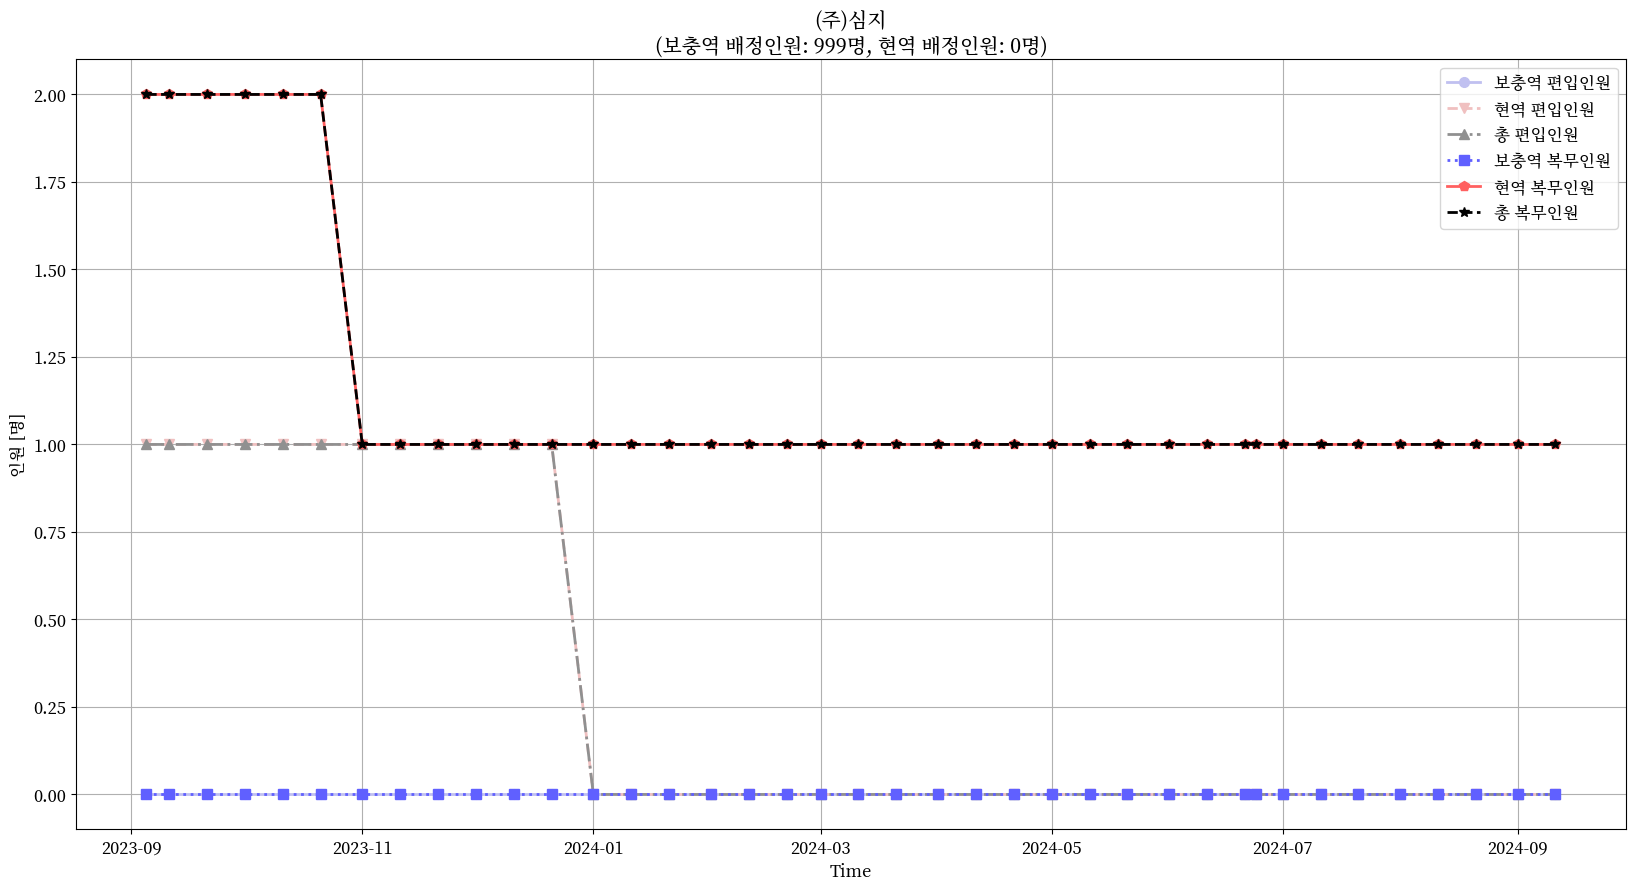 (주)심지
(보충역 배정인원: 999명, 현역 배정인원: 0명)
보충역 편입인원
현역 편입인원
총 편입인원
보충역 복무인원
현역 복무인원
총 복무인원
인원 [명]
2.00
1.75
1.50
1.25
1.00
0.75
0.50
0.25
0.00
2023-09 2023-11 2024-01 2024-03 2024-05 2024-07 2024-09
Time